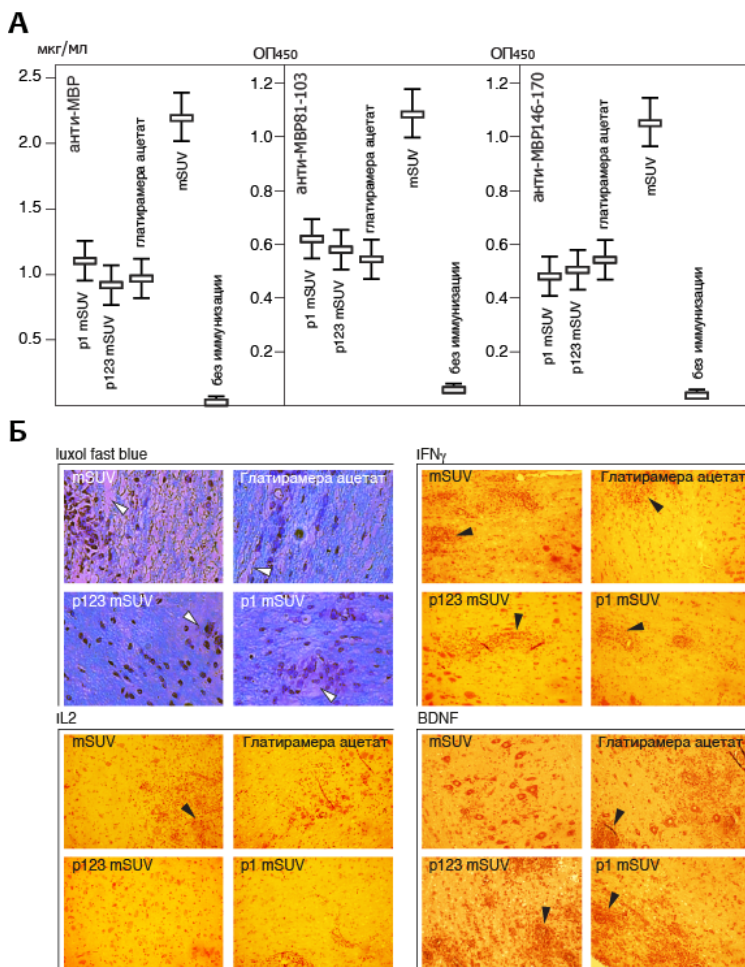 А
мкг/мл
ОП450
ОП450
2.5
2.0
1.5
1.0
0.5
анти-MBP
p1 mSUV
p123 mSUV
глатирамера ацетат
mSUV
без иммунизации
1.2
1.0
0.8
0.6
0.4
0.2
анти-MBP81-103
p1 mSUV
p123 mSUV
глатирамера ацетат
mSUV
без иммунизации
1.2
1.0
0.8
0.6
0.4
0.2
анти-MBP146-170
p1 mSUV
p123 mSUV
глатирамера ацетат
mSUV
без иммунизации
Б
luxol fast blue
mSUV
Глатирамера ацетат
p123 mSUV
p1 mSUV
IFNγ
mSUV
Глатирамера ацетат
p123 mSUV
p1 mSUV
IL2
mSUV
Глатирамера ацетат
p123 mSUV
p1 mSUV
BDNF
mSUV
Глатирамера ацетат
p123 mSUV
p1 mSUV